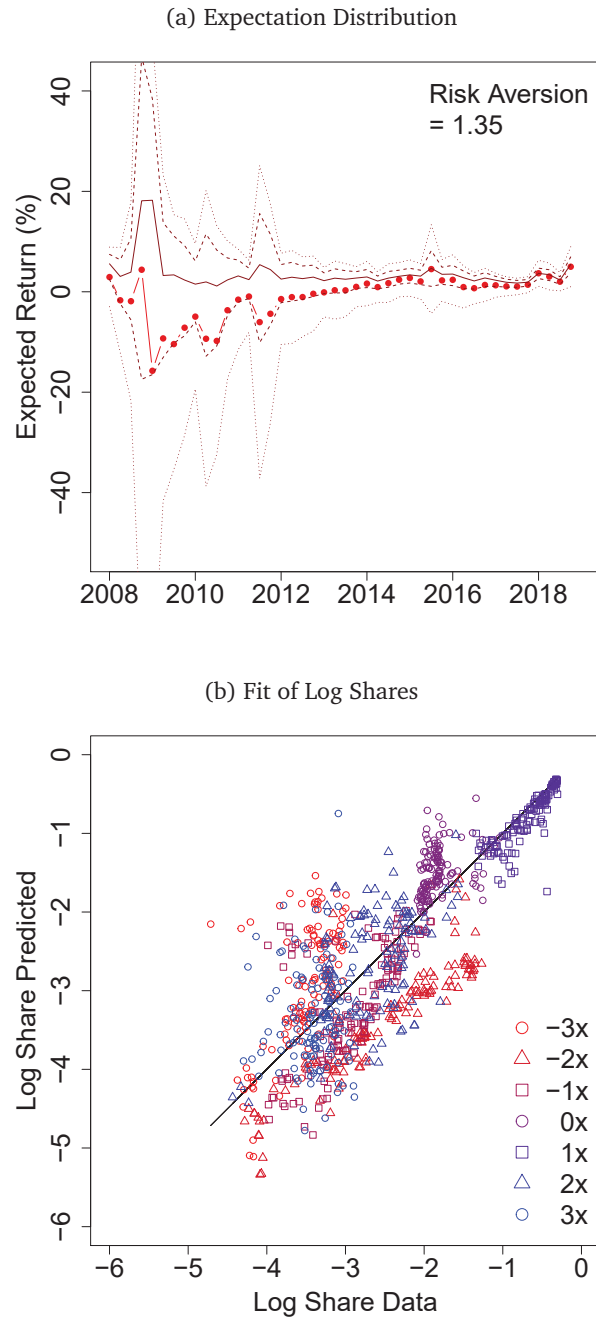 (a) Expectation Distribution
Risk Aversion
= 1.35
Expected Return (%)
40
20
0
−20
−40
2008 2010 2012 2014 2016 2018
(b) Fit of Log Shares
Log Share Predicted
0
−1
−2
−3
−4
−5
−6
−3x
−2x
−1x
0x
1x
2x
3x
−6 −5 −4 −3 −2 −1 0
Log Share Data